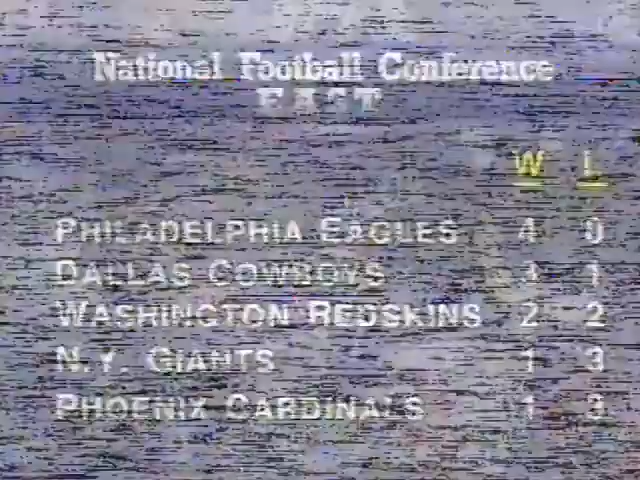 National Football Conference
EAST
W L
PHILADELPHIA EAGLES 4 0
DALLAS COWBOYS 3 1
WASHINGTON REDSKINS 2 2
N.Y. GIANTS 1 3
PHOENIX CARDINALS 1 3